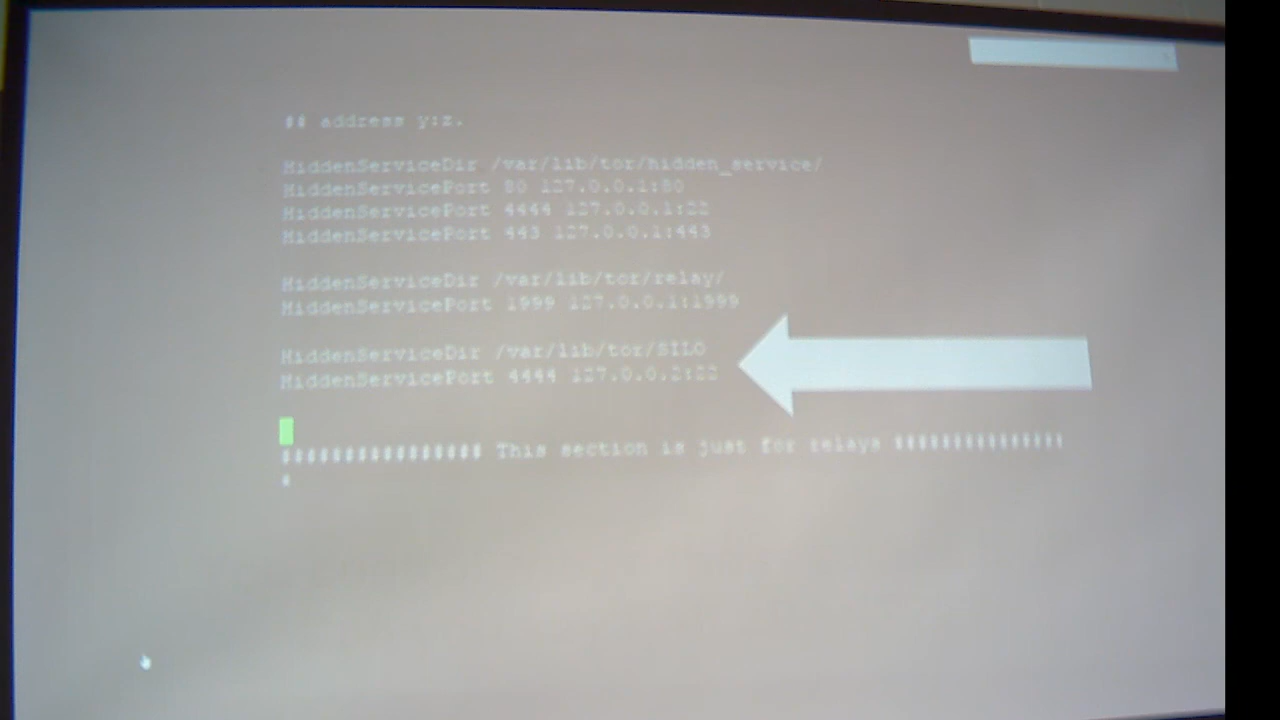 ## address y:z.
HiddenServiceDir /var/lib/tor/hidden_service/
HiddenServicePort 80 127.0.0.1:80
HiddenServicePort 4444 127.0.0.1:22
HiddenServicePort 443 127.0.0.1:443
HiddenServiceDir /var/lib/tor/relay/
HiddenServicePort 1999 127.0.0.1:1999
HiddenServiceDir /var/lib/tor/SILO
HiddenServicePort 4444 127.0.0.2:22
################ This section is just for relays ################
#